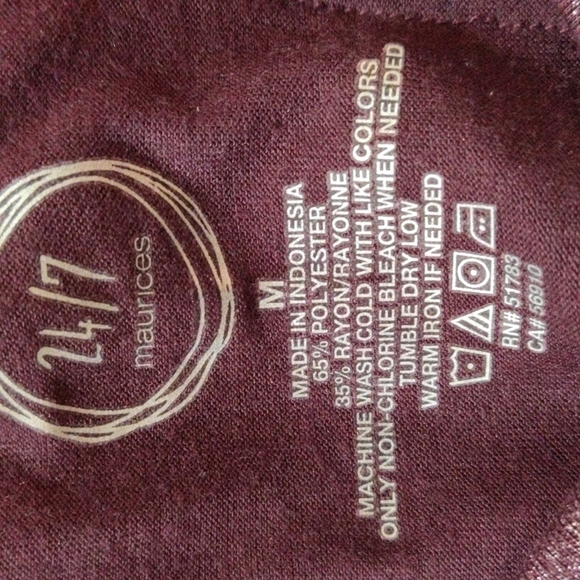 24/7
maurices
M
MADE IN INDONESIA
65% POLYESTER
35% RAYON/RAYONNE
MACHINE WASH COLD WITH LIKE COLORS
ONLY NON-CHLORINE BLEACH WHEN NEEDED
TUMBLE DRY LOW
WARM IRON IF NEEDED
RN# 51783
CA# 56910